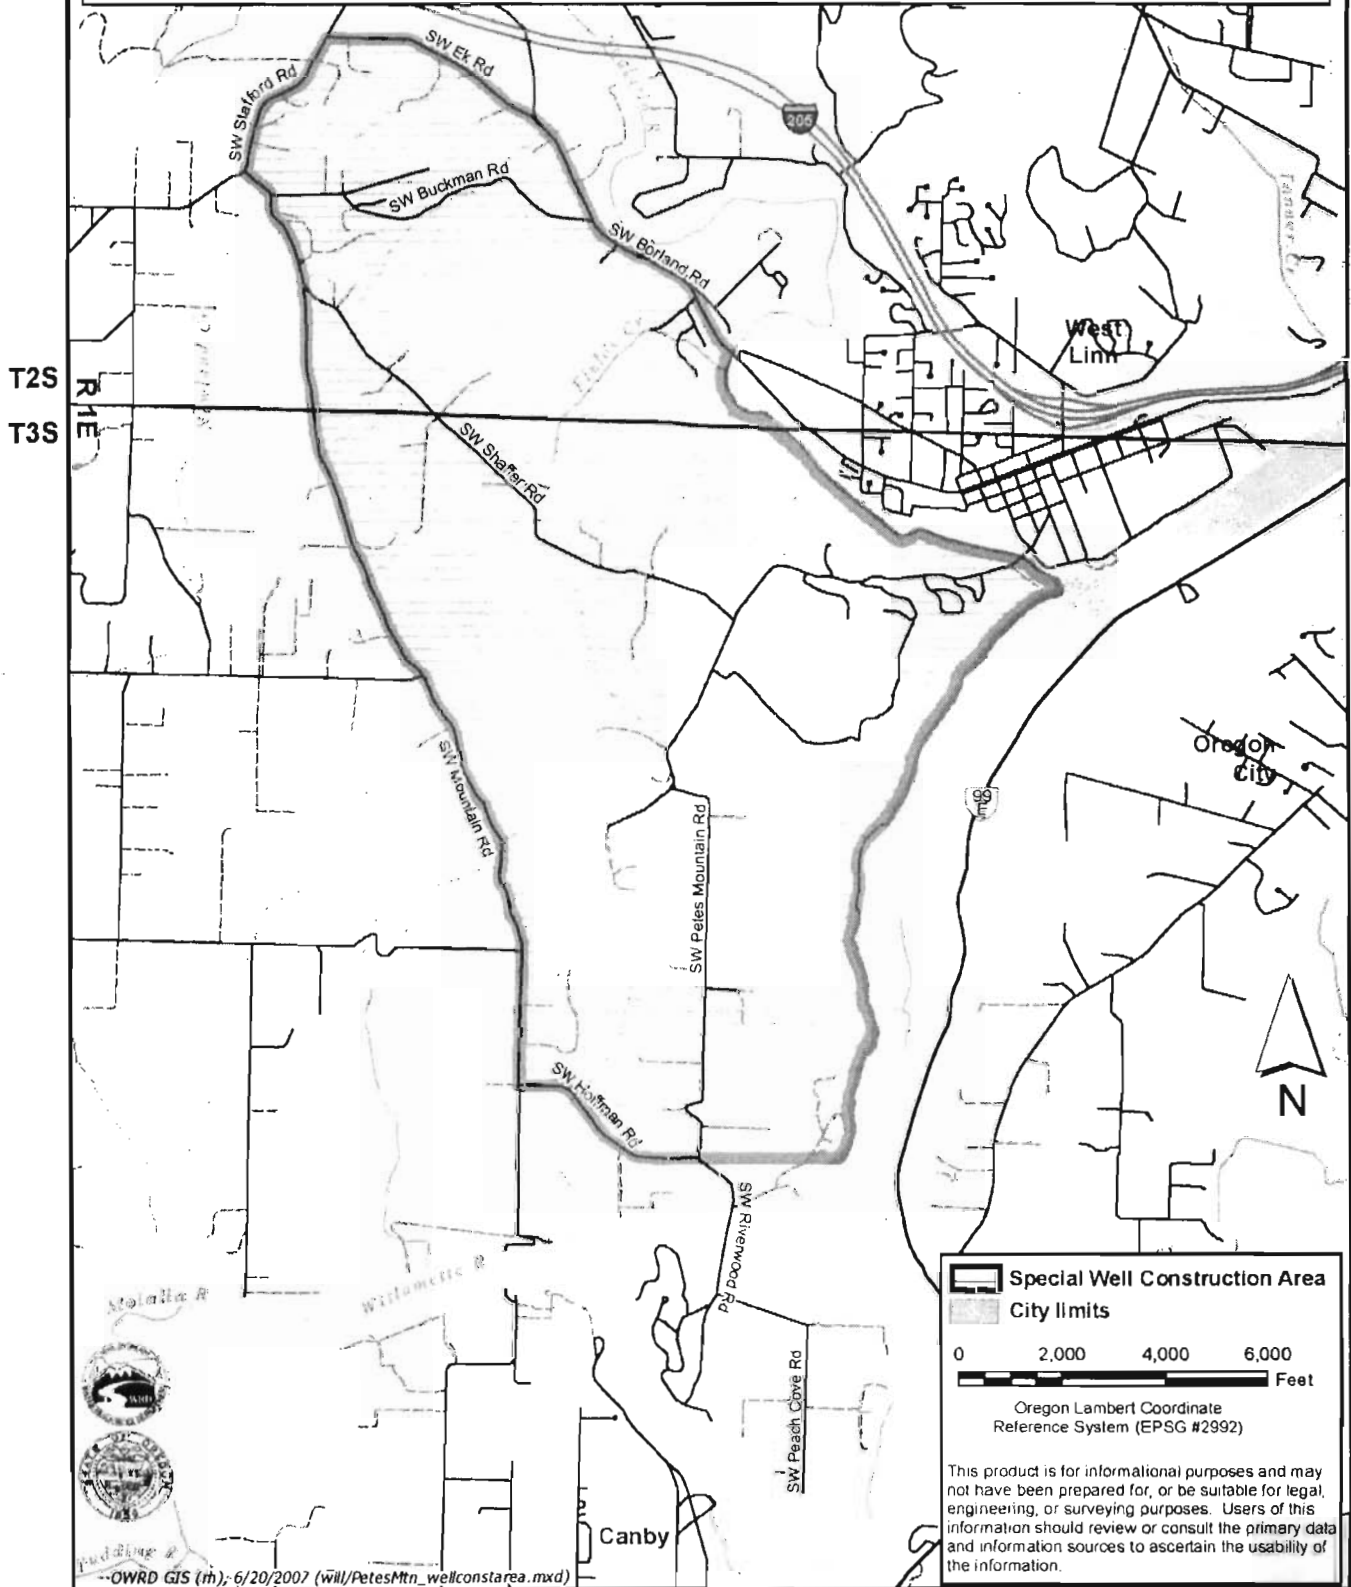 SW Stafford Rd
SW Ek Rd
205
SW Buckman Rd
SW Borland Rd
Tanner Cr
West
Linn
T2S
T3S
R1E
SW Shaffer Rd
Oregon
City
99
E
SW Mountain Rd
SW Petes Mountain Rd
SW Hoffman Rd
N
SW Riverwood Rd
Molalla R
Willamette R
SW Peach Cove Rd
Canby
Pudding R
Special Well Construction Area
City limits
0 2,000 4,000 6,000
Feet
Oregon Lambert Coordinate
Reference System (EPSG #2992)
This product is for informational purposes and may
not have been prepared for, or be suitable for legal,
engineering, or surveying purposes. Users of this
information should review or consult the primary data
and information sources to ascertain the usability of
the information.
OWRD GIS (rh); 6/20/2007 (will/PetesMtn_wellconstarea.mxd)